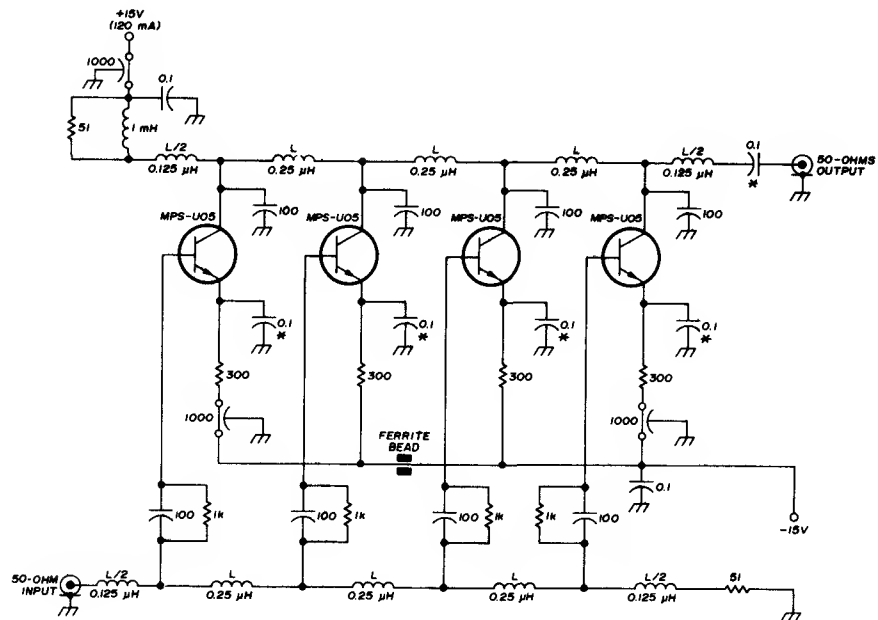 +15V
(120 mA)
1000
0.1
51
1 mH
L/2
0.125 µH
L
0.25 µH
L
0.25 µH
L
0.25 µH
L/2
0.125 µH
0.1
*
50-OHMS
OUTPUT
MPS-U05
100
MPS-U05
100
MPS-U05
100
MPS-U05
100
0.1
*
0.1
*
0.1
*
0.1
*
300
300
300
300
1000
1000
FERRITE
BEAD
0.1
-15V
100
1k
100
1k
100
1k
1k
100
50-OHM
INPUT
L/2
0.125 µH
L
0.25 µH
L
0.25 µH
L
0.25 µH
L/2
0.125 µH
51